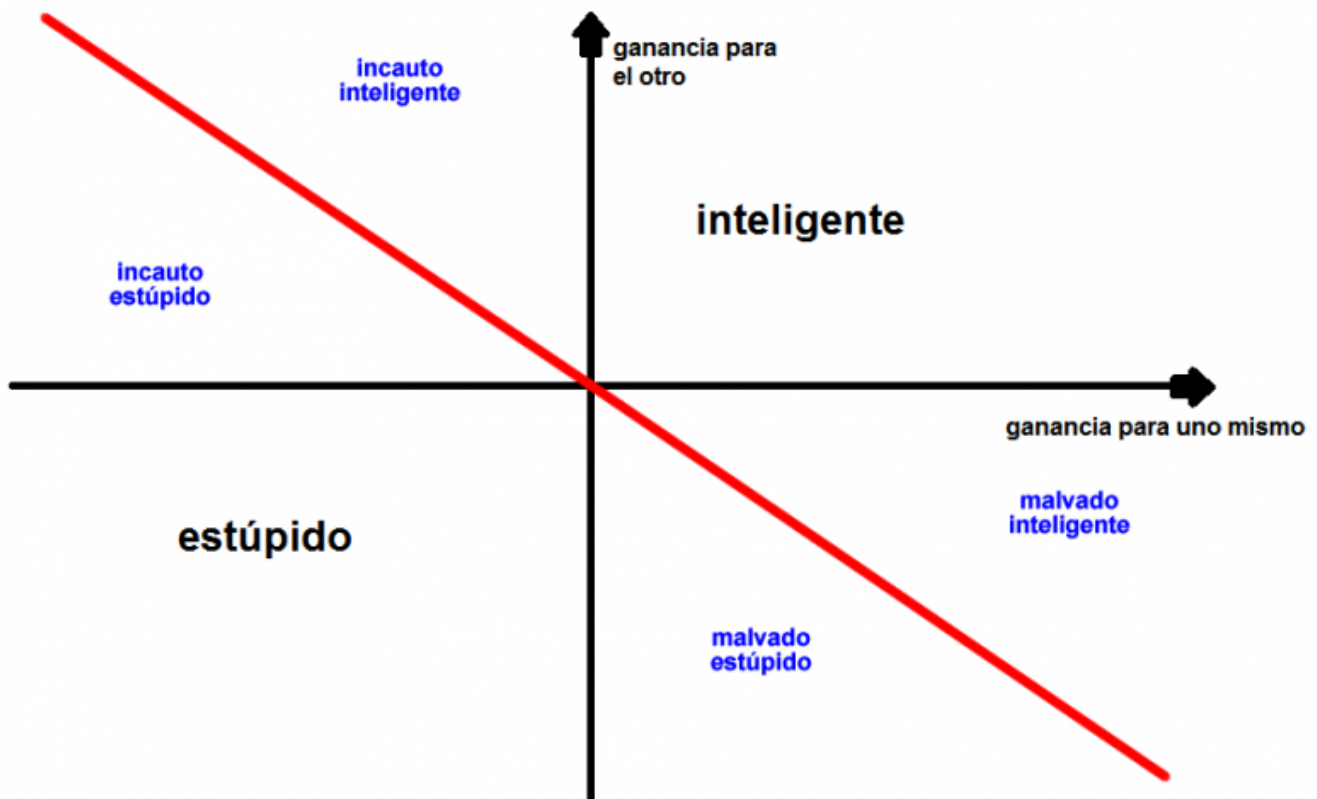 ganancia para
el otro
incauto
inteligente
inteligente
incauto
estúpido
ganancia para uno mismo
malvado
inteligente
estúpido
malvado
estúpido